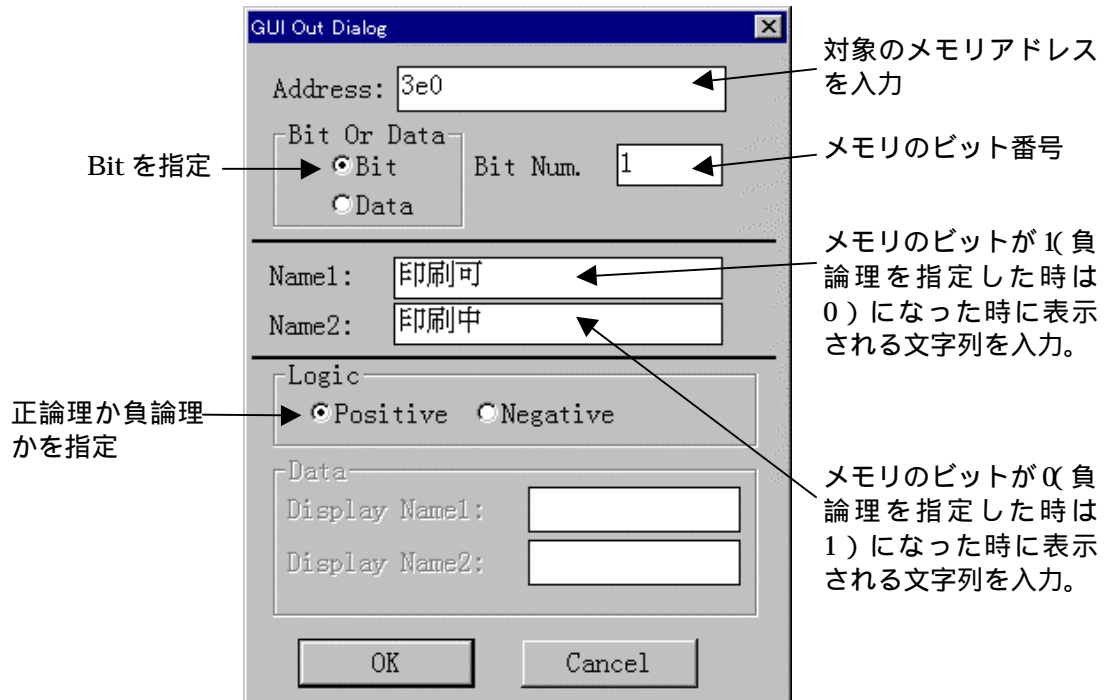 GUI Out Dialog
対象のメモリアドレス
を入力
Address: 3e0
Bit Or Data
Bit を指定
Bit
Bit Num. 1
メモリのビット番号
Data
メモリのビットが 1( 負
論理を指定した時は
0 ) になった時に表示
される文字列を入力。
Name1: 印刷可
Name2: 印刷中
Logic
正論理か負論理
かを指定
Positive Negative
Data
Display Name1:
Display Name2:
メモリのビットが 0( 負
論理を指定した時は
1 ) になった時に表示
される文字列を入力。
OK Cancel